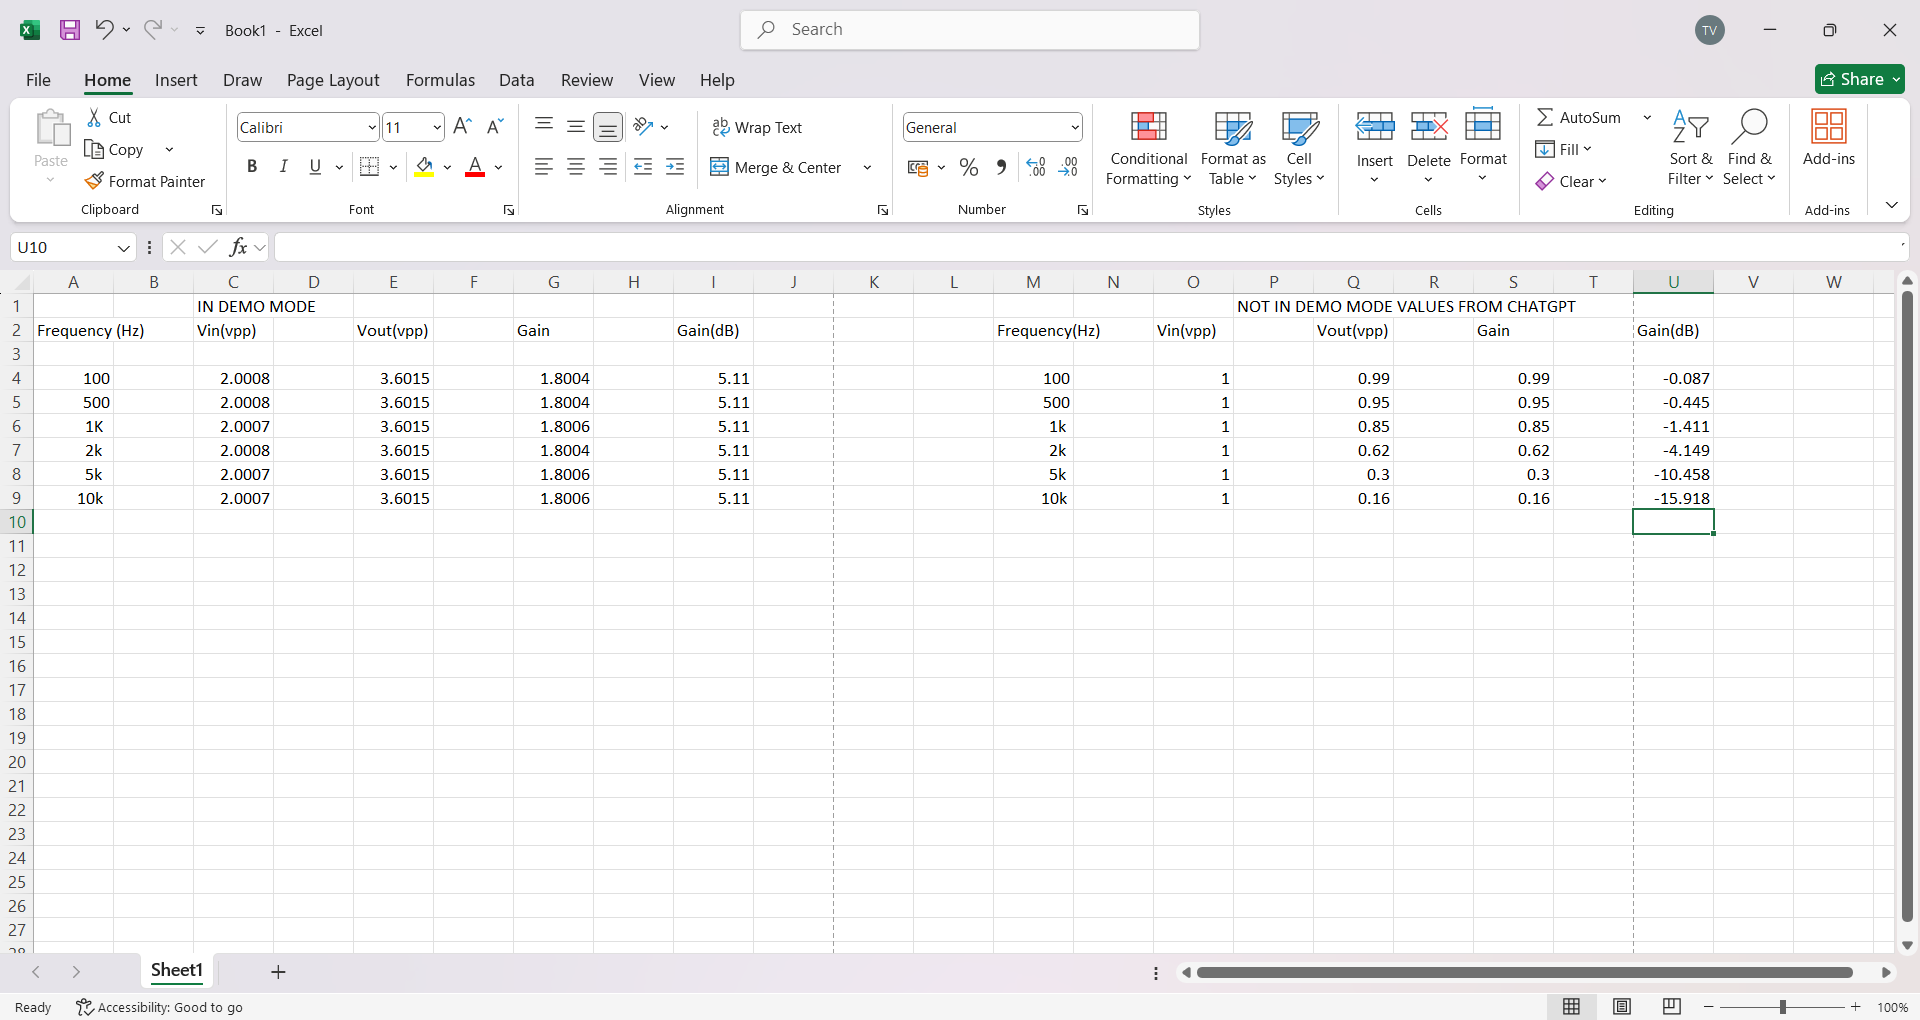 Book1 - Excel
Search
TV
File Home Insert Draw Page Layout Formulas Data Review View Help
Share
Paste
Cut
Copy
Format Painter
Clipboard
Calibri 11
B I U
Font
Wrap Text
Merge & Center
Alignment
General
Number
Conditional Formatting
Format as Table
Cell Styles
Styles
Insert
Delete
Format
Cells
AutoSum
Fill
Clear
Sort & Filter
Find & Select
Editing
Add-ins
Add-ins
U10
fx
A B C D E F G H I J K L M N O P Q R S T U V W
1 IN DEMO MODE NOT IN DEMO MODE VALUES FROM CHATGPT
2 Frequency (Hz) Vin(vpp) Vout(vpp) Gain Gain(dB) Frequency(Hz) Vin(vpp) Vout(vpp) Gain Gain(dB)
3
4 100 2.0008 3.6015 1.8004 5.11 100 1 0.99 0.99 -0.087
5 500 2.0008 3.6015 1.8004 5.11 500 1 0.95 0.95 -0.445
6 1K 2.0007 3.6015 1.8006 5.11 1k 1 0.85 0.85 -1.411
7 2k 2.0008 3.6015 1.8004 5.11 2k 1 0.62 0.62 -4.149
8 5k 2.0007 3.6015 1.8006 5.11 5k 1 0.3 0.3 -10.458
9 10k 2.0007 3.6015 1.8006 5.11 10k 1 0.16 0.16 -15.918
10
11
12
13
14
15
16
17
18
19
20
21
22
23
24
25
26
27
28
Sheet1
Ready
Accessibility: Good to go
100%